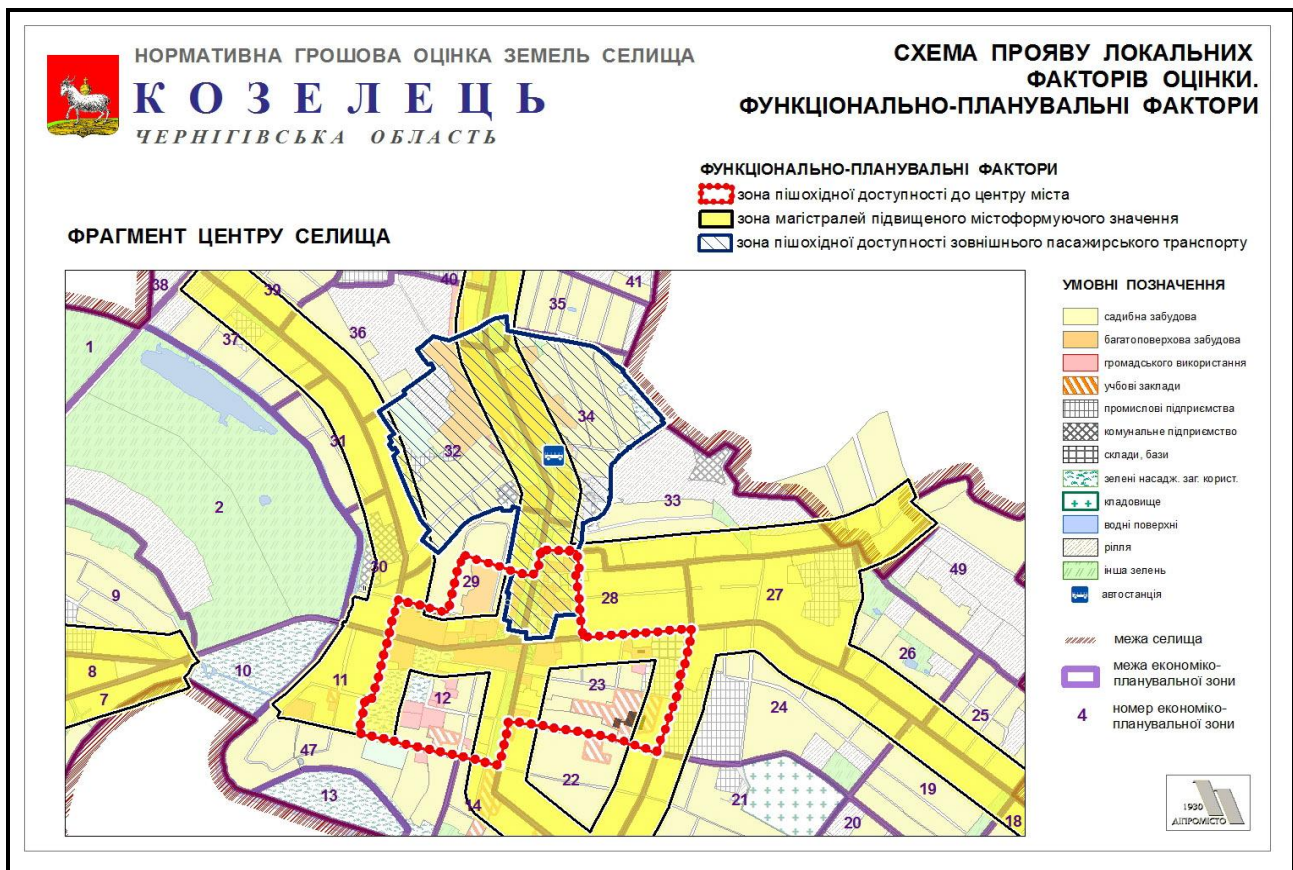 НОРМАТИВНА ГРОШОВА ОЦІНКА ЗЕМЕЛЬ СЕЛИЩА
КОЗЕЛЕЦЬ
ЧЕРНІГІВСЬКА ОБЛАСТЬ
СХЕМА ПРОЯВУ ЛОКАЛЬНИХ
ФАКТОРІВ ОЦІНКИ.
ФУНКЦІОНАЛЬНО-ПЛАНУВАЛЬНІ ФАКТОРИ
ФУНКЦІОНАЛЬНО-ПЛАНУВАЛЬНІ ФАКТОРИ
зона пішохідної доступності до центру міста
зона магістралей підвищеного містоформуючого значення
зона пішохідної доступності зовнішнього пасажирського транспорту
ФРАГМЕНТ ЦЕНТРУ СЕЛИЩА
38
39
40
35
41
1
37
36
31
32
34
2
33
30
29
28
27
49
9
8
7
10
11
12
23
24
26
25
47
13
14
22
21
20
19
18
УМОВНІ ПОЗНАЧЕННЯ
садибна забудова
багатоповерхова забудова
громадського використання
учбові заклади
промислові підприємства
комунальне підприємство
склади, бази
зелені насадж. заг. корист.
кладовище
водні поверхні
рілля
інша зелень
автостанція
межа селища
межа економіко-
планувальної зони
4
номер економіко-
планувальної зони
1930
ДІПРОМІСТО